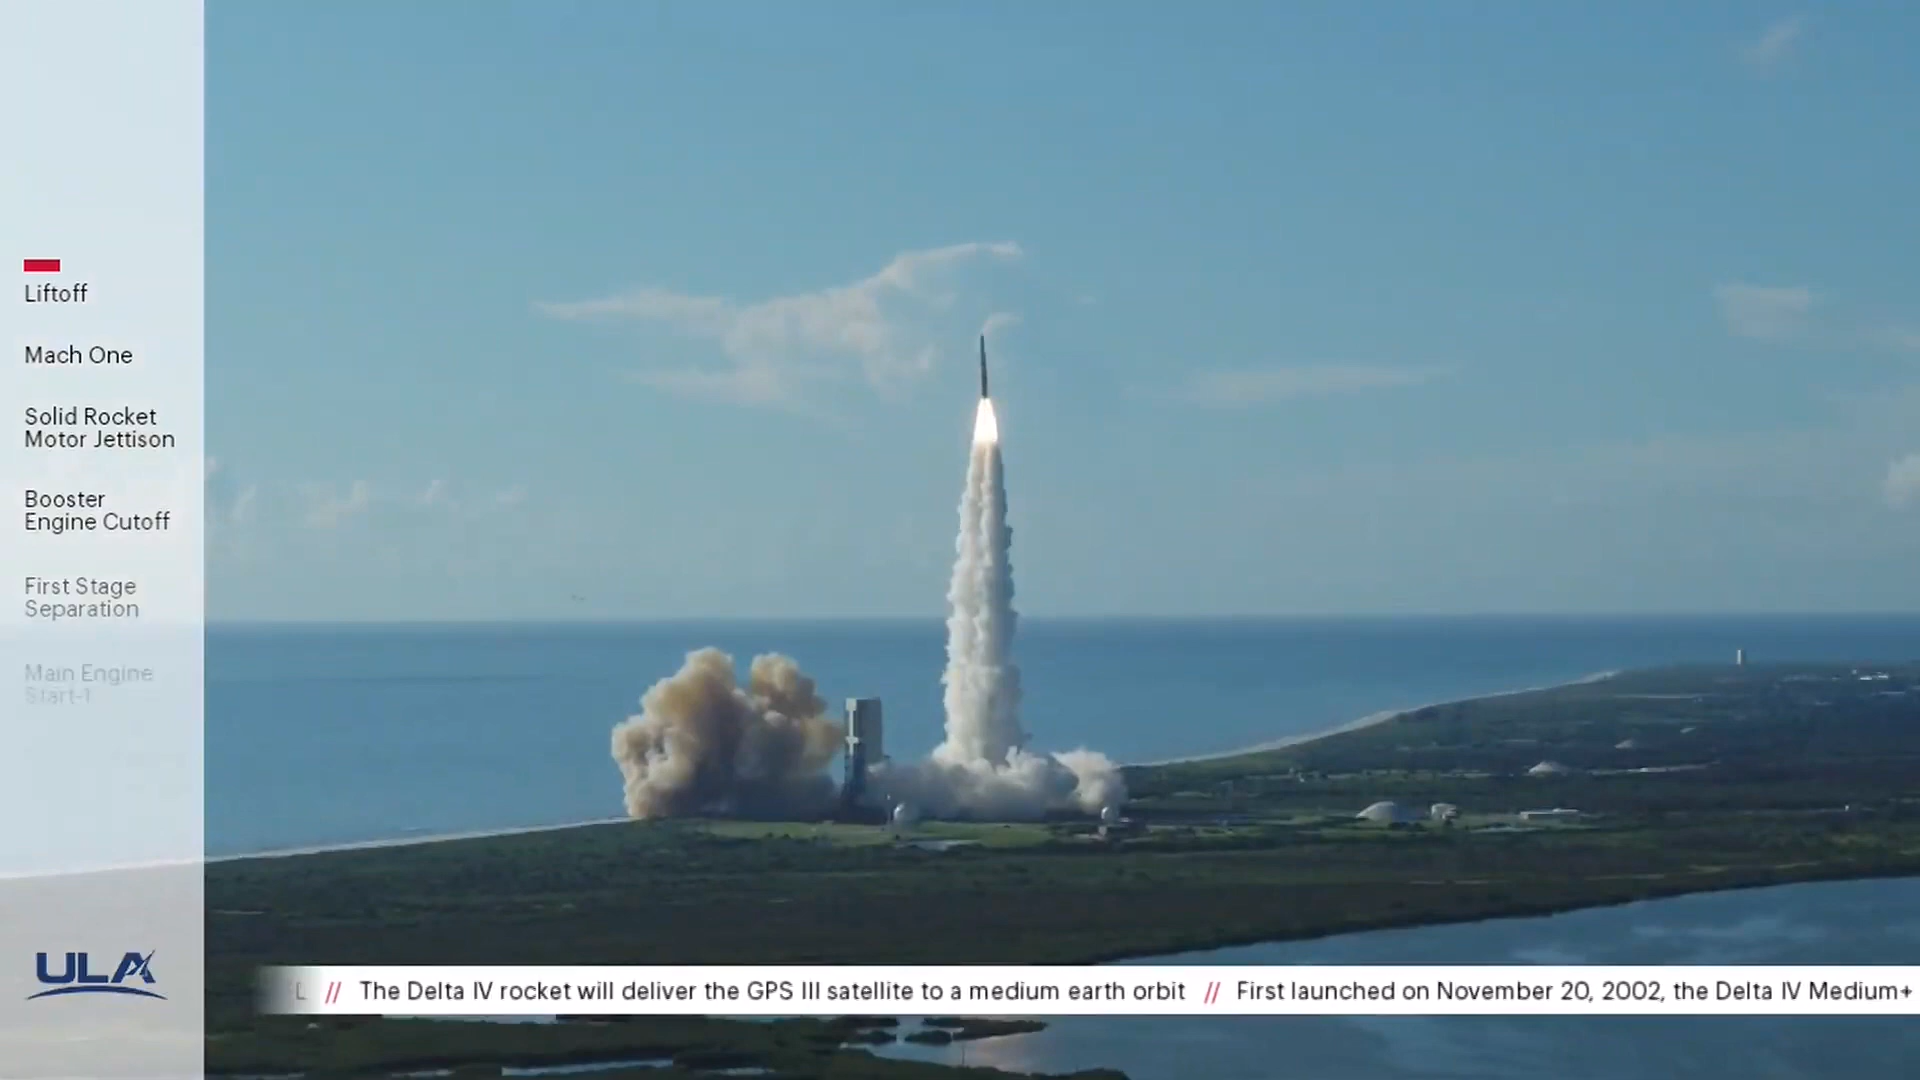 Liftoff
Mach One
Solid Rocket
Motor Jettison
Booster
Engine Cutoff
First Stage
Separation
Main Engine
Start-1
ULA
L // The Delta IV rocket will deliver the GPS III satellite to a medium earth orbit // First launched on November 20, 2002, the Delta IV Medium+